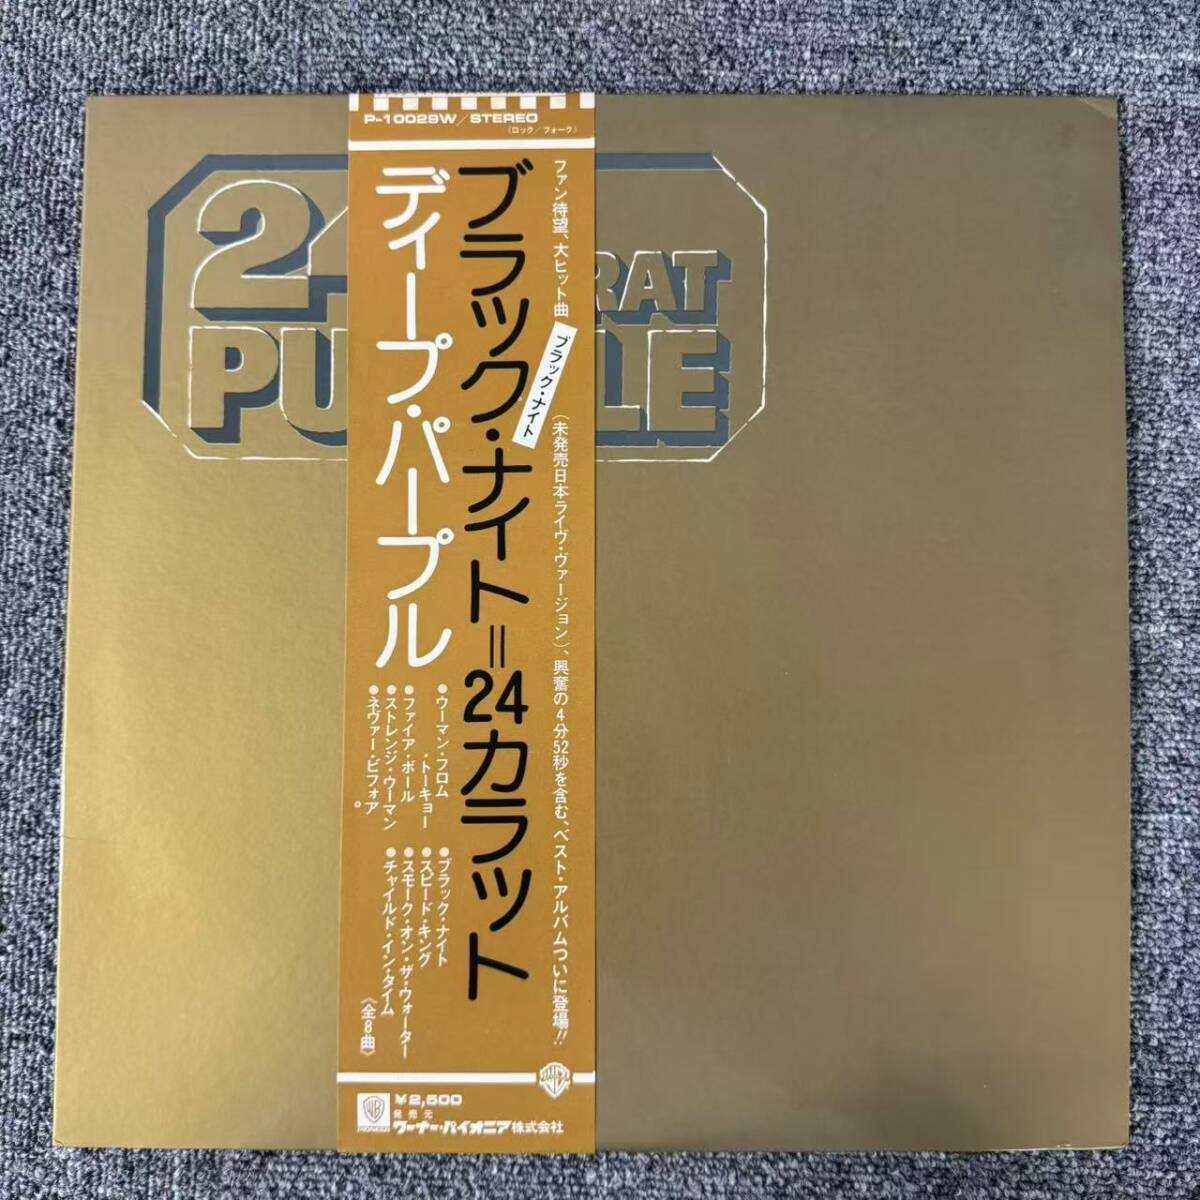 P-10029W/STEREO
(ロック/フォーク)
ファン待望、大ヒット曲
ブラック・ナイト
(未発売日本ライヴ・ヴァージョン)、興奮の4分52秒を含む、ベスト・アルバムついに登場!!
ブラック・ナイト=24カラット
ディープ・パープル
●ウーマン・フロム
・トーキョー
●ファイア・ボール
●ストレンジ・ウーマン
●ネヴァー・ビフォア。
●ブラック・ナイト
●スピード・キング
●スモーク・オン・ザ・ウォーター
●チャイルド・イン・タイム
〈全8曲〉
¥2,500
発売元
ワーナー・パイオニア株式会社
2
RAT
PU
LE